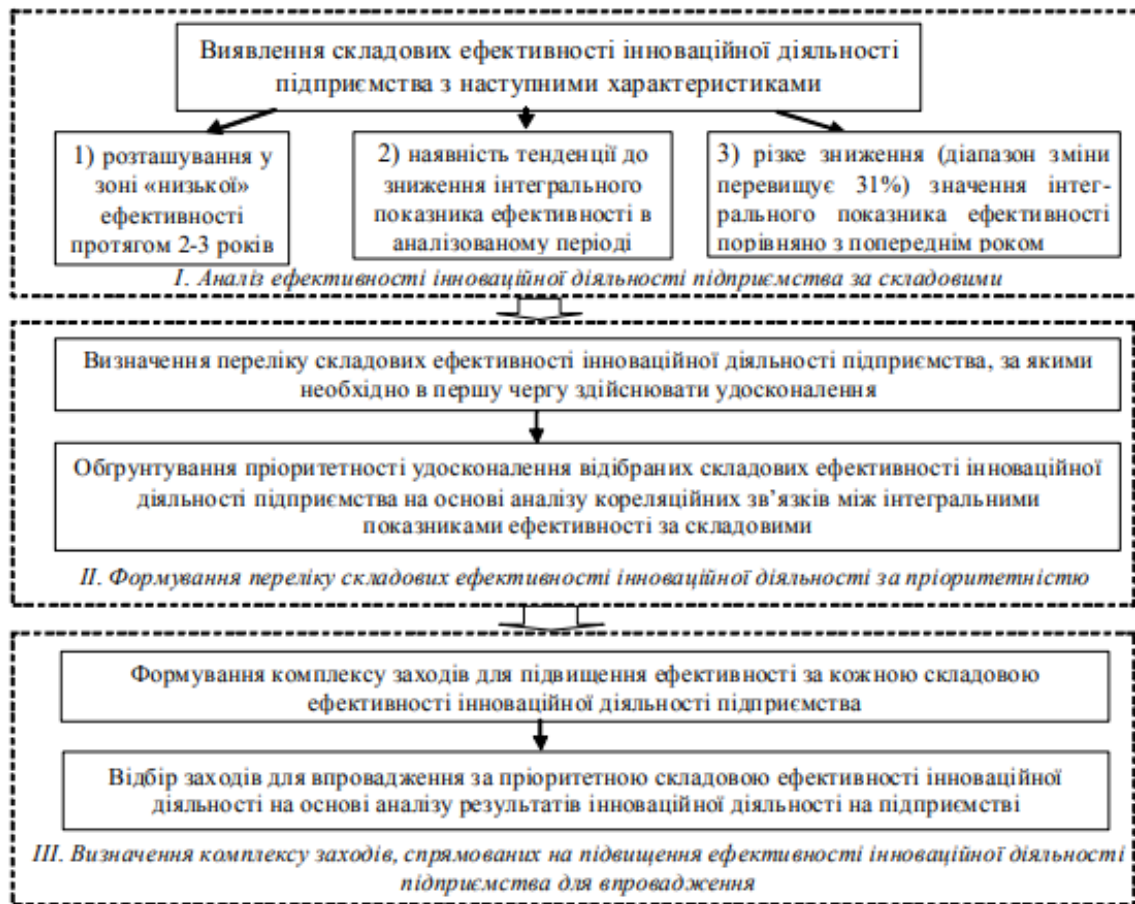 Виявлення складових ефективності інноваційної діяльності
підприємства з наступними характеристиками
1) розташування у
зоні «низької»
ефективності
протягом 2-3 років
2) наявність тенденції до
зниження інтегрального
показника ефективності в
аналізованому періоді
3) різке зниження (діапазон зміни
перевищує 31%) значення інтег-
рального показника ефективності
порівняно з попереднім роком
I. Аналіз ефективності інноваційної діяльності підприємства за складовими
Визначення переліку складових ефективності інноваційної діяльності підприємства, за якими
необхідно в першу чергу здійснювати удосконалення
Обґрунтування пріоритетності удосконалення відібраних складових ефективності інноваційної
діяльності підприємства на основі аналізу кореляційних зв’язків між інтегральними
показниками ефективності за складовими
II. Формування переліку складових ефективності інноваційної діяльності за пріоритетністю
Формування комплексу заходів для підвищення ефективності за кожною складовою
ефективності інноваційної діяльності підприємства
Відбір заходів для впровадження за пріоритетною складовою ефективності інноваційної
діяльності на основі аналізу результатів інноваційної діяльності на підприємстві
III. Визначення комплексу заходів, спрямованих на підвищення ефективності інноваційної діяльності
підприємства для впровадження